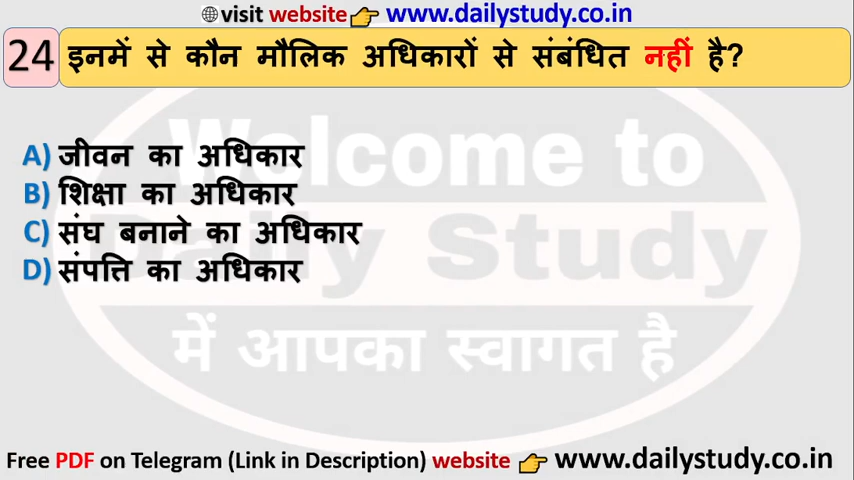 visit website 👉 www.dailystudy.co.in
24 इनमें से कौन मौलिक अधिकारों से संबंधित नहीं है?
Welcome to
A) जीवन का अधिकार
B) शिक्षा का अधिकार
C) संघ बनाने का अधिकार
Daily Study
D) संपत्ति का अधिकार
में आपका स्वागत है
Free PDF on Telegram (Link in Description) website 👉 www.dailystudy.co.in